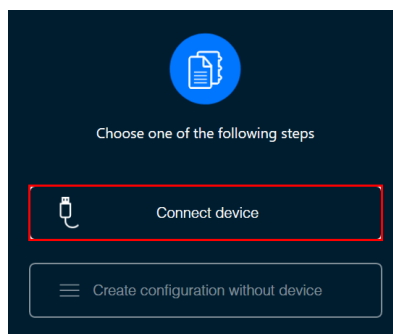 Choose one of the following steps
Connect device
Create configuration without device